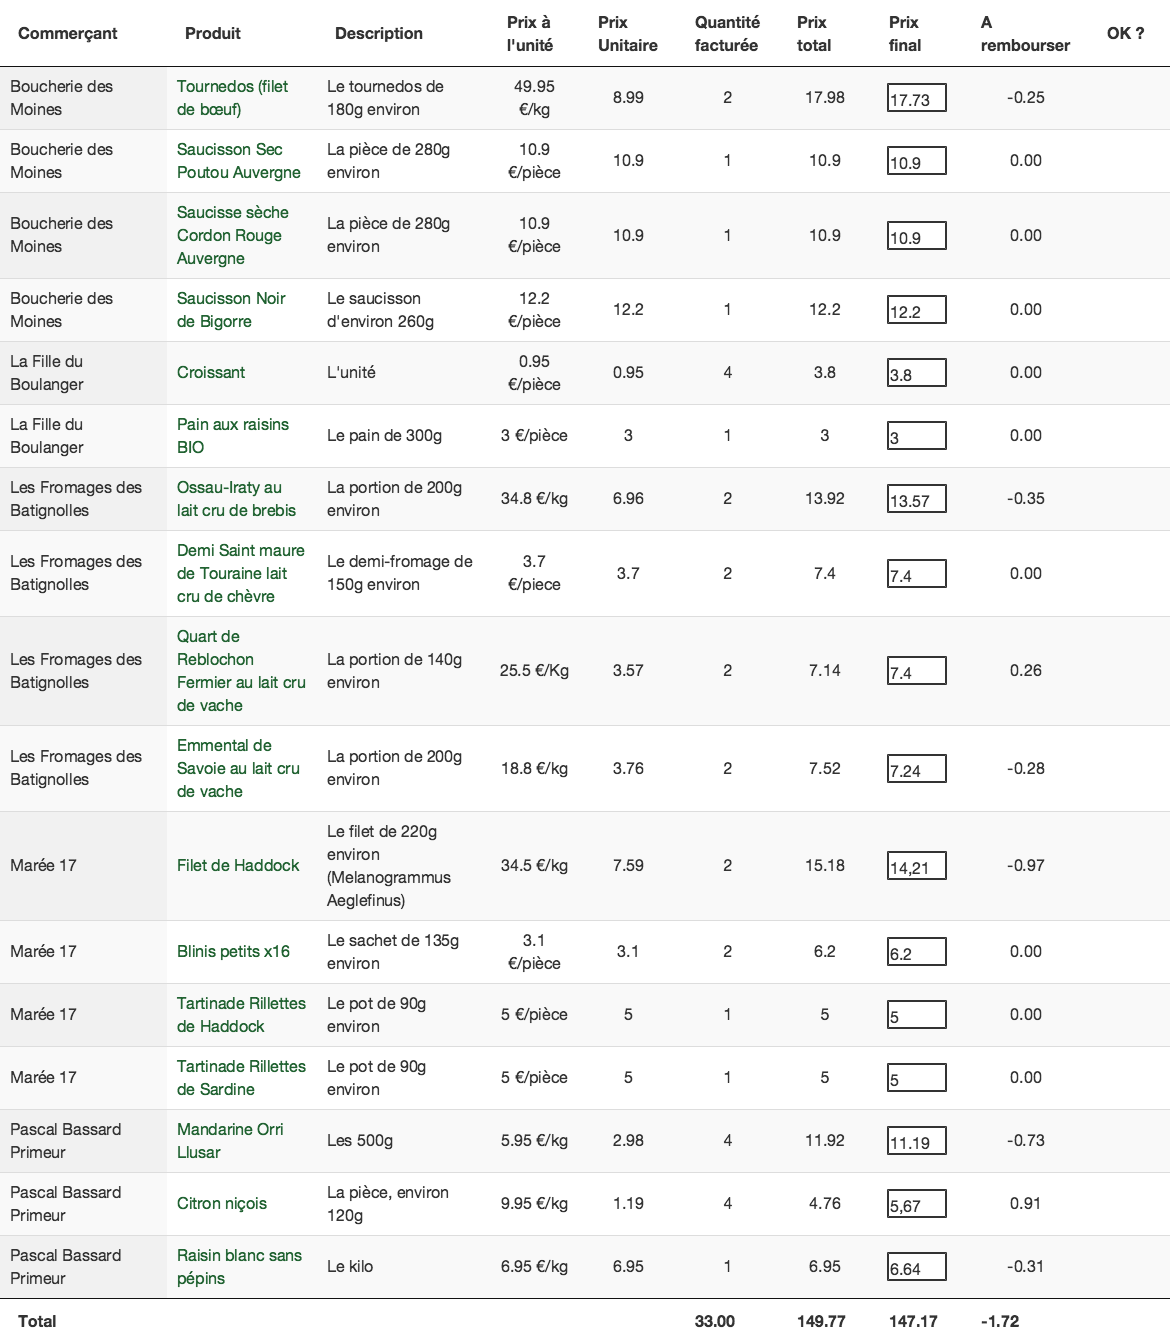 Commerçant Produit Description Prix à l'unité Prix Unitaire Quantité facturée Prix total Prix final A rembourser OK ?
Boucherie des Moines Tournedos (filet de bœuf) Le tournedos de 180g environ 49.95 €/kg 8.99 2 17.98 17.73 -0.25
Boucherie des Moines Saucisson Sec Poutou Auvergne La pièce de 280g environ 10.9 €/pièce 10.9 1 10.9 10.9 0.00
Boucherie des Moines Saucisse sèche Cordon Rouge Auvergne La pièce de 280g environ 10.9 €/pièce 10.9 1 10.9 10.9 0.00
Boucherie des Moines Saucisson Noir de Bigorre Le saucisson d'environ 260g 12.2 €/pièce 12.2 1 12.2 12.2 0.00
La Fille du Boulanger Croissant L'unité 0.95 €/pièce 0.95 4 3.8 3.8 0.00
La Fille du Boulanger Pain aux raisins BIO Le pain de 300g 3 €/pièce 3 1 3 3 0.00
Les Fromages des Batignolles Ossau-Iraty au lait cru de brebis La portion de 200g environ 34.8 €/kg 6.96 2 13.92 13.57 -0.35
Les Fromages des Batignolles Demi Saint maure de Touraine lait cru de chèvre Le demi-fromage de 150g environ 3.7 €/piece 3.7 2 7.4 7.4 0.00
Les Fromages des Batignolles Quart de Reblochon Fermier au lait cru de vache La portion de 140g environ 25.5 €/Kg 3.57 2 7.14 7.4 0.26
Les Fromages des Batignolles Emmental de Savoie au lait cru de vache La portion de 200g environ 18.8 €/kg 3.76 2 7.52 7.24 -0.28
Marée 17 Filet de Haddock Le filet de 220g environ (Melanogrammus Aeglefinus) 34.5 €/kg 7.59 2 15.18 14,21 -0.97
Marée 17 Blinis petits x16 Le sachet de 135g environ 3.1 €/pièce 3.1 2 6.2 6.2 0.00
Marée 17 Tartinade Rillettes de Haddock Le pot de 90g environ 5 €/pièce 5 1 5 5 0.00
Marée 17 Tartinade Rillettes de Sardine Le pot de 90g environ 5 €/pièce 5 1 5 5 0.00
Pascal Bassard Primeur Mandarine Orri Llusar Les 500g 5.95 €/kg 2.98 4 11.92 11.19 -0.73
Pascal Bassard Primeur Citron niçois La pièce, environ 120g 9.95 €/kg 1.19 4 4.76 5,67 0.91
Pascal Bassard Primeur Raisin blanc sans pépins Le kilo 6.95 €/kg 6.95 1 6.95 6.64 -0.31
Total 33.00 149.77 147.17 -1.72